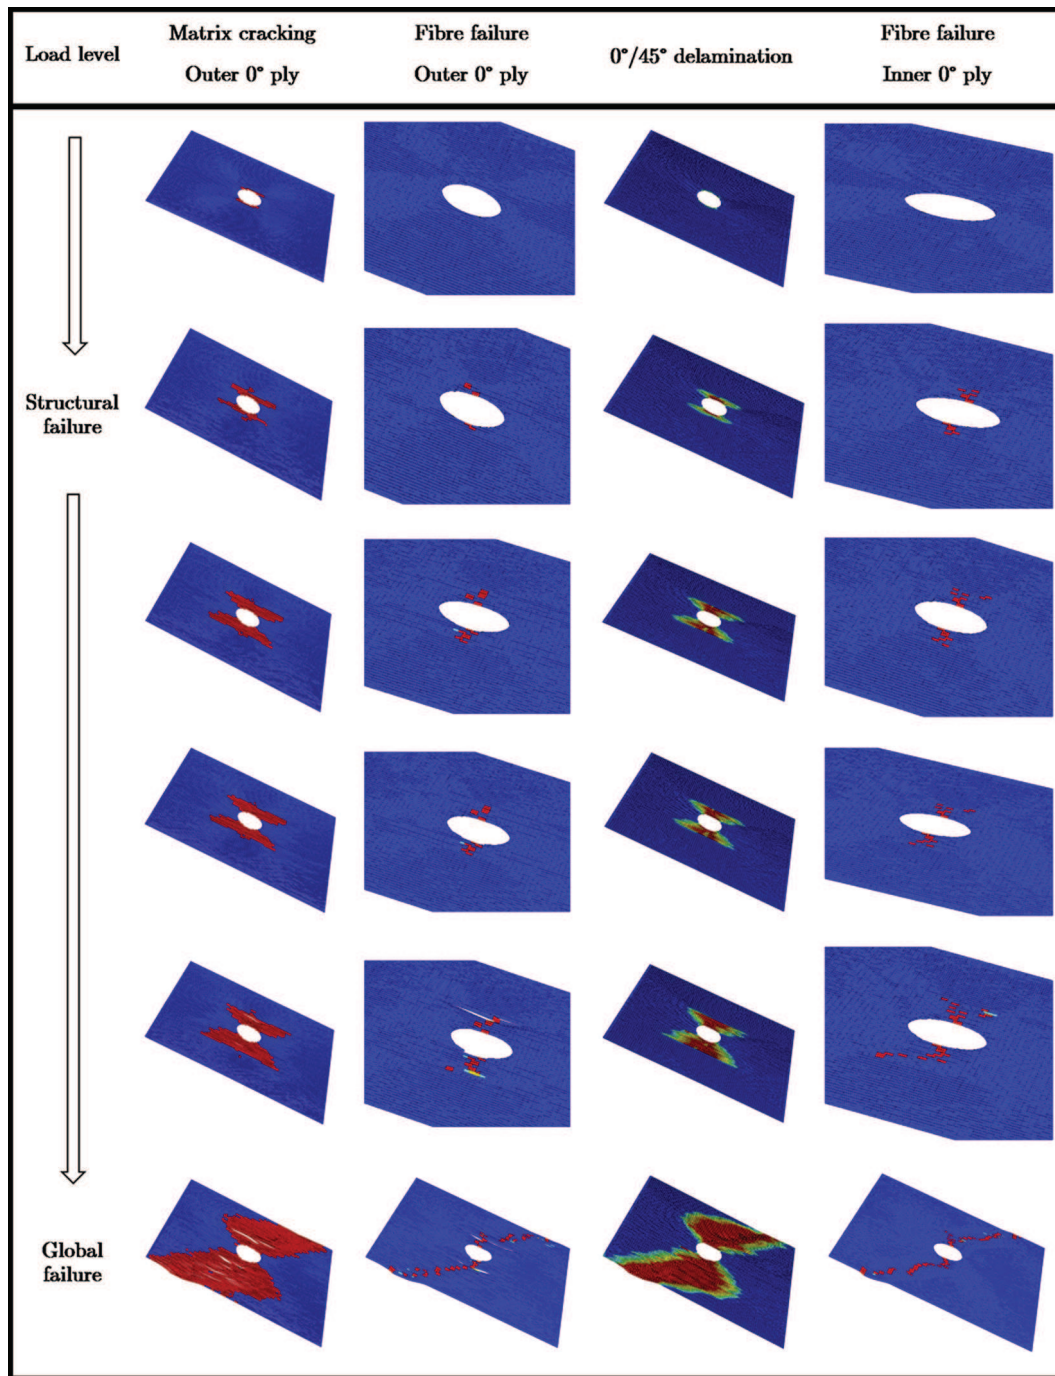 Load level
Matrix cracking
Outer 0° ply
Fibre failure
Outer 0° ply
0°/45° delamination
Fibre failure
Inner 0° ply
Structural
failure
Global
failure